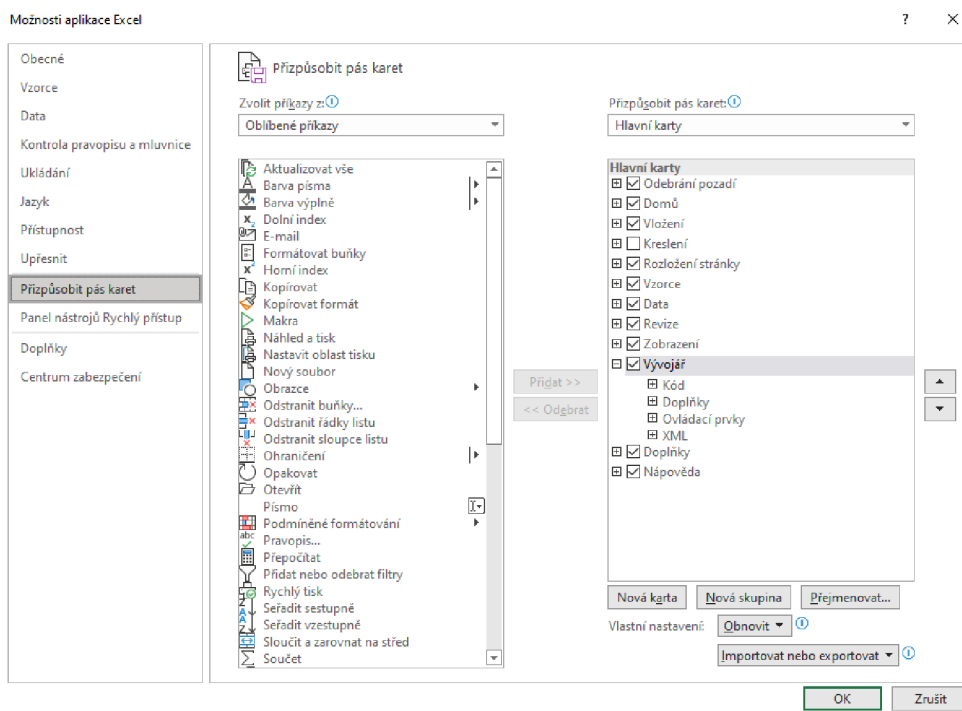 Možnosti aplikace Excel
?
Obecné
Vzorce
Data
Kontrola pravopisu a mluvnice
Ukládání
Jazyk
Přístupnost
Upřesnit
Přizpůsobit pás karet
Panel nástrojů Rychlý přístup
Doplňky
Centrum zabezpečení
Přizpůsobit pás karet
Zvolit příkazy z:
Oblíbené příkazy
Aktualizovat vše
Barva písma
Barva výplně
Dolní index
E-mail
Formátovat buňky
Horní index
Kopírovat
Kopírovat formát
Makra
Náhled a tisk
Nastavit oblast tisku
Nový soubor
Obrazce
Odstranit buňky...
Odstranit řádky listu
Odstranit sloupce listu
Ohraničení
Opakovat
Otevřít
Písmo
Podmíněné formátování
Pravopis...
Přepočítat
Přidat nebo odebrat filtry
Rychlý tisk
Seřadit sestupně
Seřadit vzestupně
Sloučit a zarovnat na střed
Součet
Přidat >>
<< Odebrat
Přizpůsobit pás karet:
Hlavní karty
Hlavní karty
Odebrání pozadí
Domů
Vložení
Kreslení
Rozložení stránky
Vzorce
Data
Revize
Zobrazení
Vývojář
Kód
Doplňky
Ovládací prvky
XML
Doplňky
Nápověda
Nová karta
Nová skupina
Přejmenovat...
Vlastní nastavení:
Obnovit
Importovat nebo exportovat
OK
Zrušit